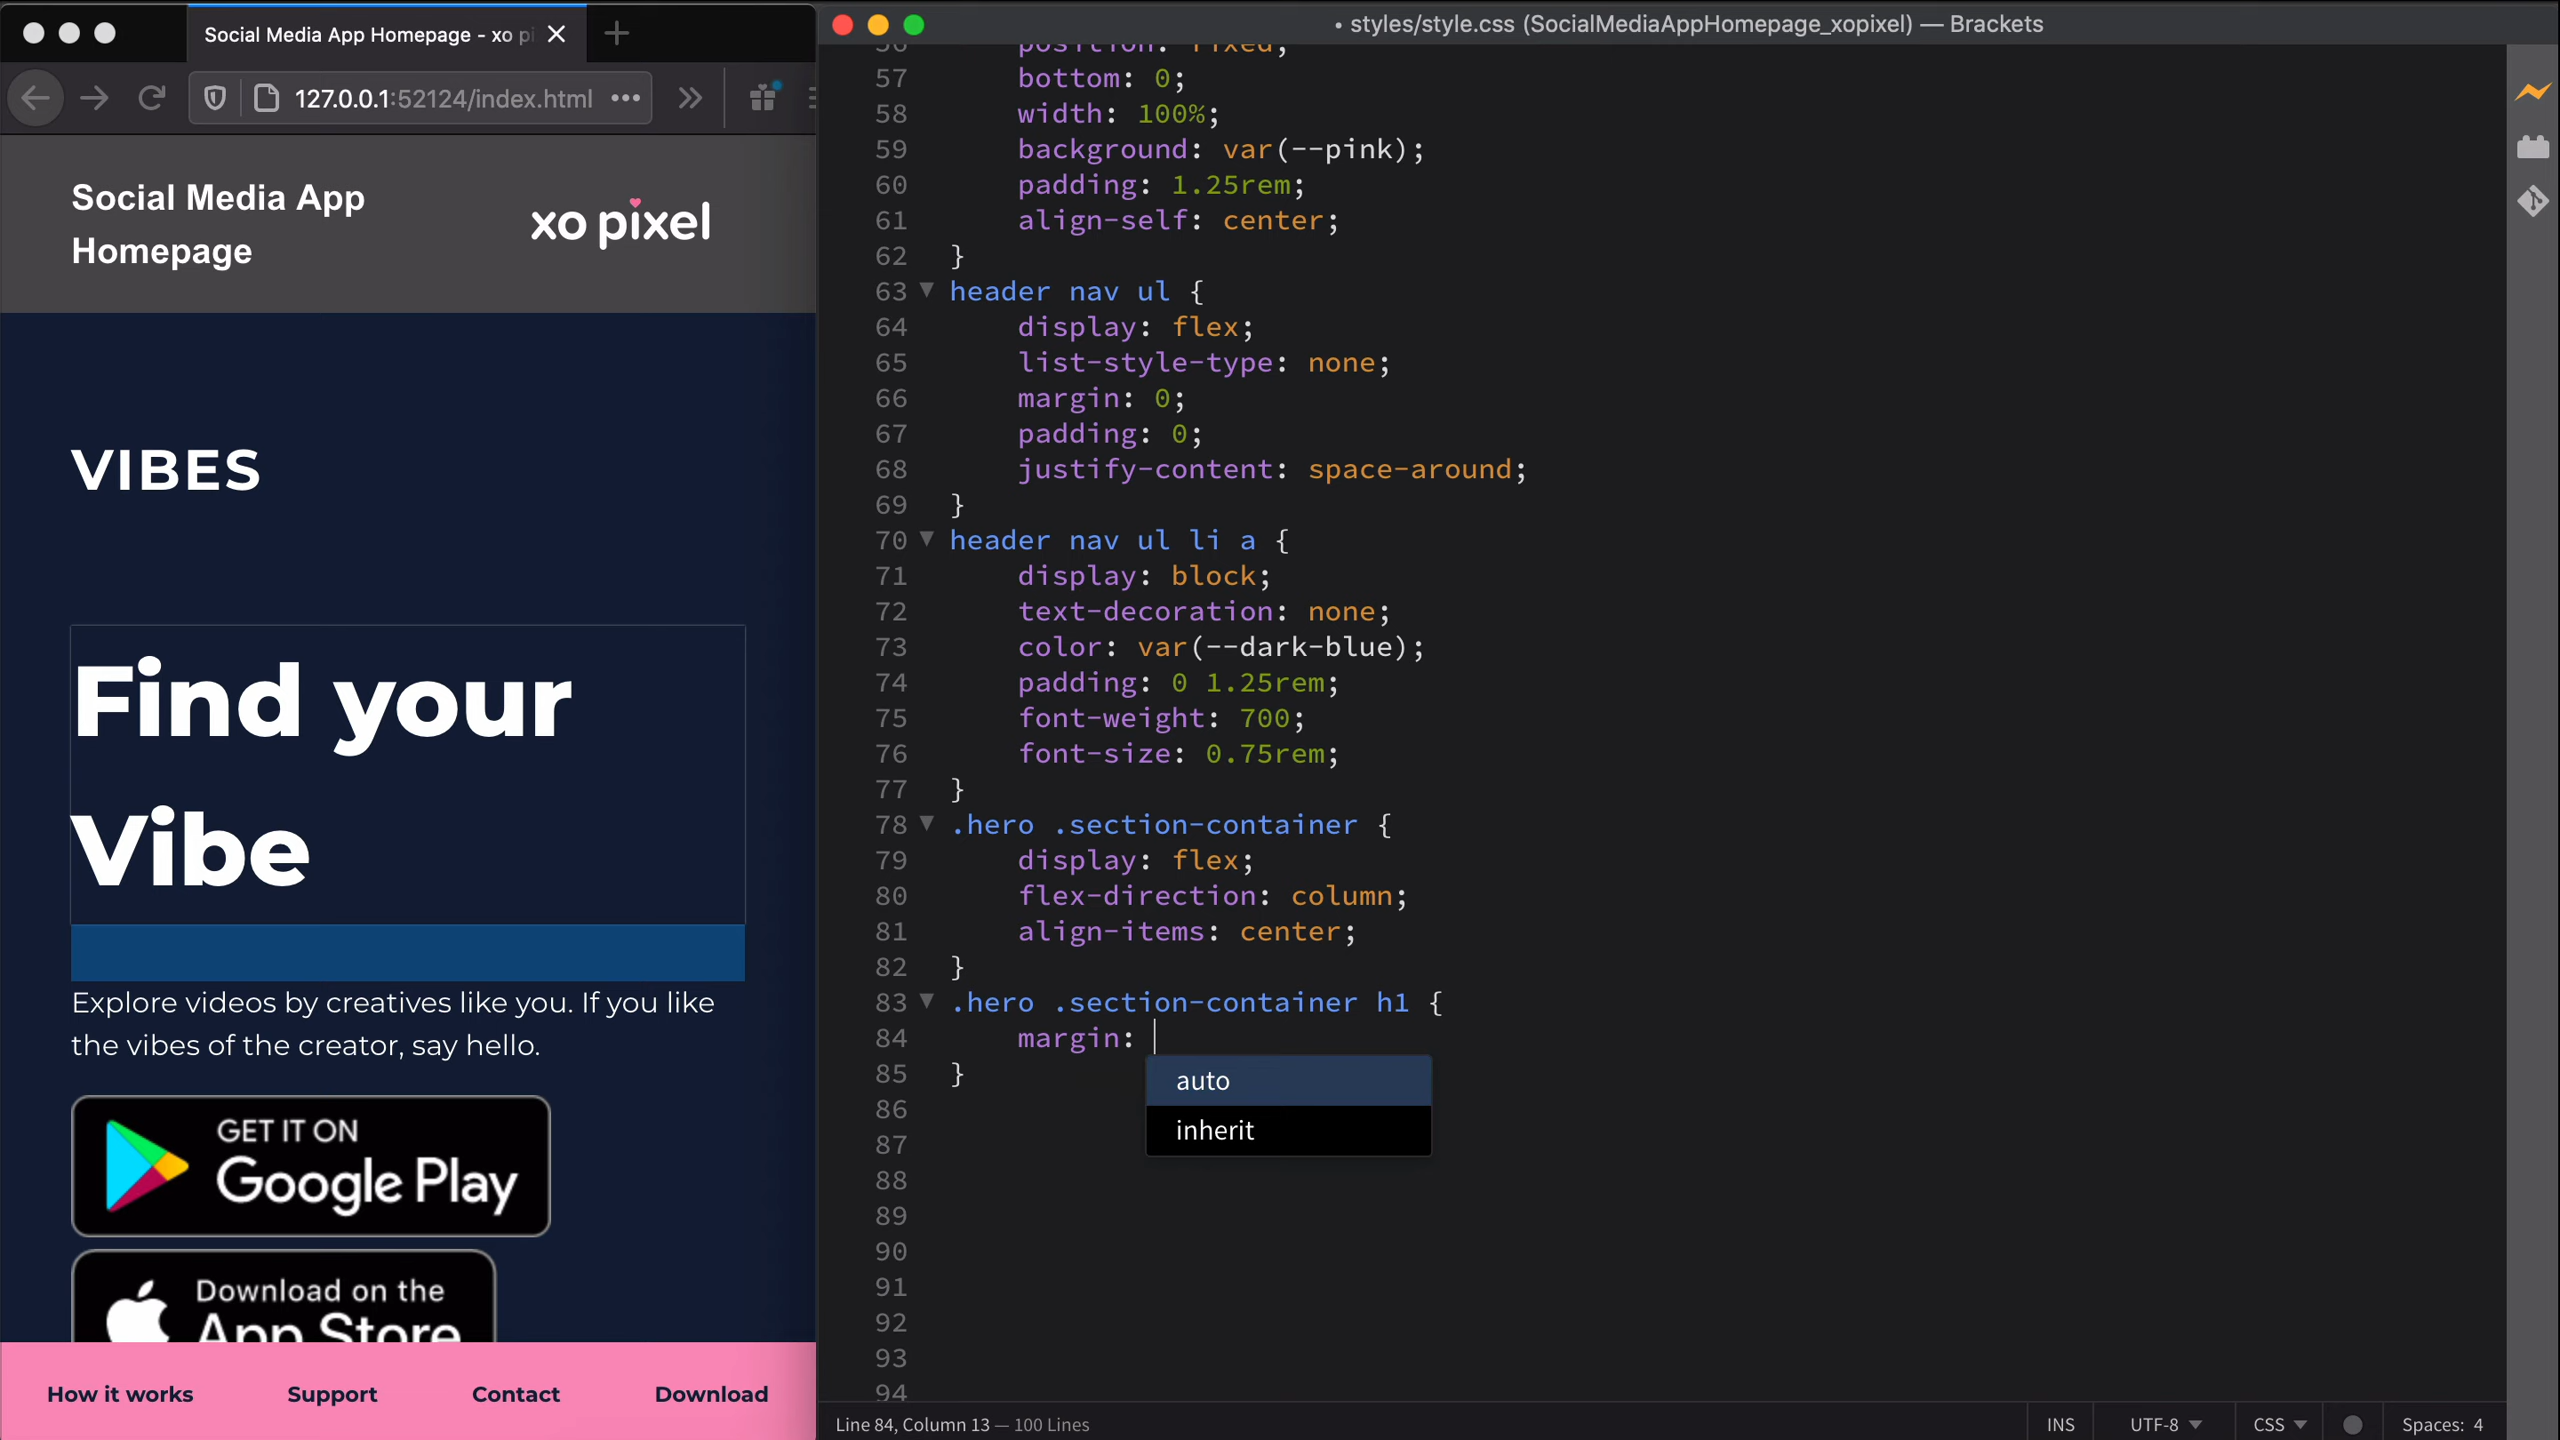 Social Media App Homepage - xo pi
127.0.0.1:52124/index.html
Social Media App
Homepage
xo pixel
VIBES
Find your
Vibe
Explore videos by creatives like you. If you like
the vibes of the creator, say hello.
GET IT ON
Google Play
Download on the
App Store
How it works
Support
Contact
Download
• styles/style.css (SocialMediaAppHomepage_xopixel) — Brackets
56 position: fixed;
57 bottom: 0;
58 width: 100%;
59 background: var(--pink);
60 padding: 1.25rem;
61 align-self: center;
62 }
63 header nav ul {
64 display: flex;
65 list-style-type: none;
66 margin: 0;
67 padding: 0;
68 justify-content: space-around;
69 }
70 header nav ul li a {
71 display: block;
72 text-decoration: none;
73 color: var(--dark-blue);
74 padding: 0 1.25rem;
75 font-weight: 700;
76 font-size: 0.75rem;
77 }
78 .hero .section-container {
79 display: flex;
80 flex-direction: column;
81 align-items: center;
82 }
83 .hero .section-container h1 {
84 margin:
auto
inherit
85 }
86
87
88
89
90
91
92
93
94
Line 84, Column 13 — 100 Lines
INS
UTF-8
CSS
Spaces: 4